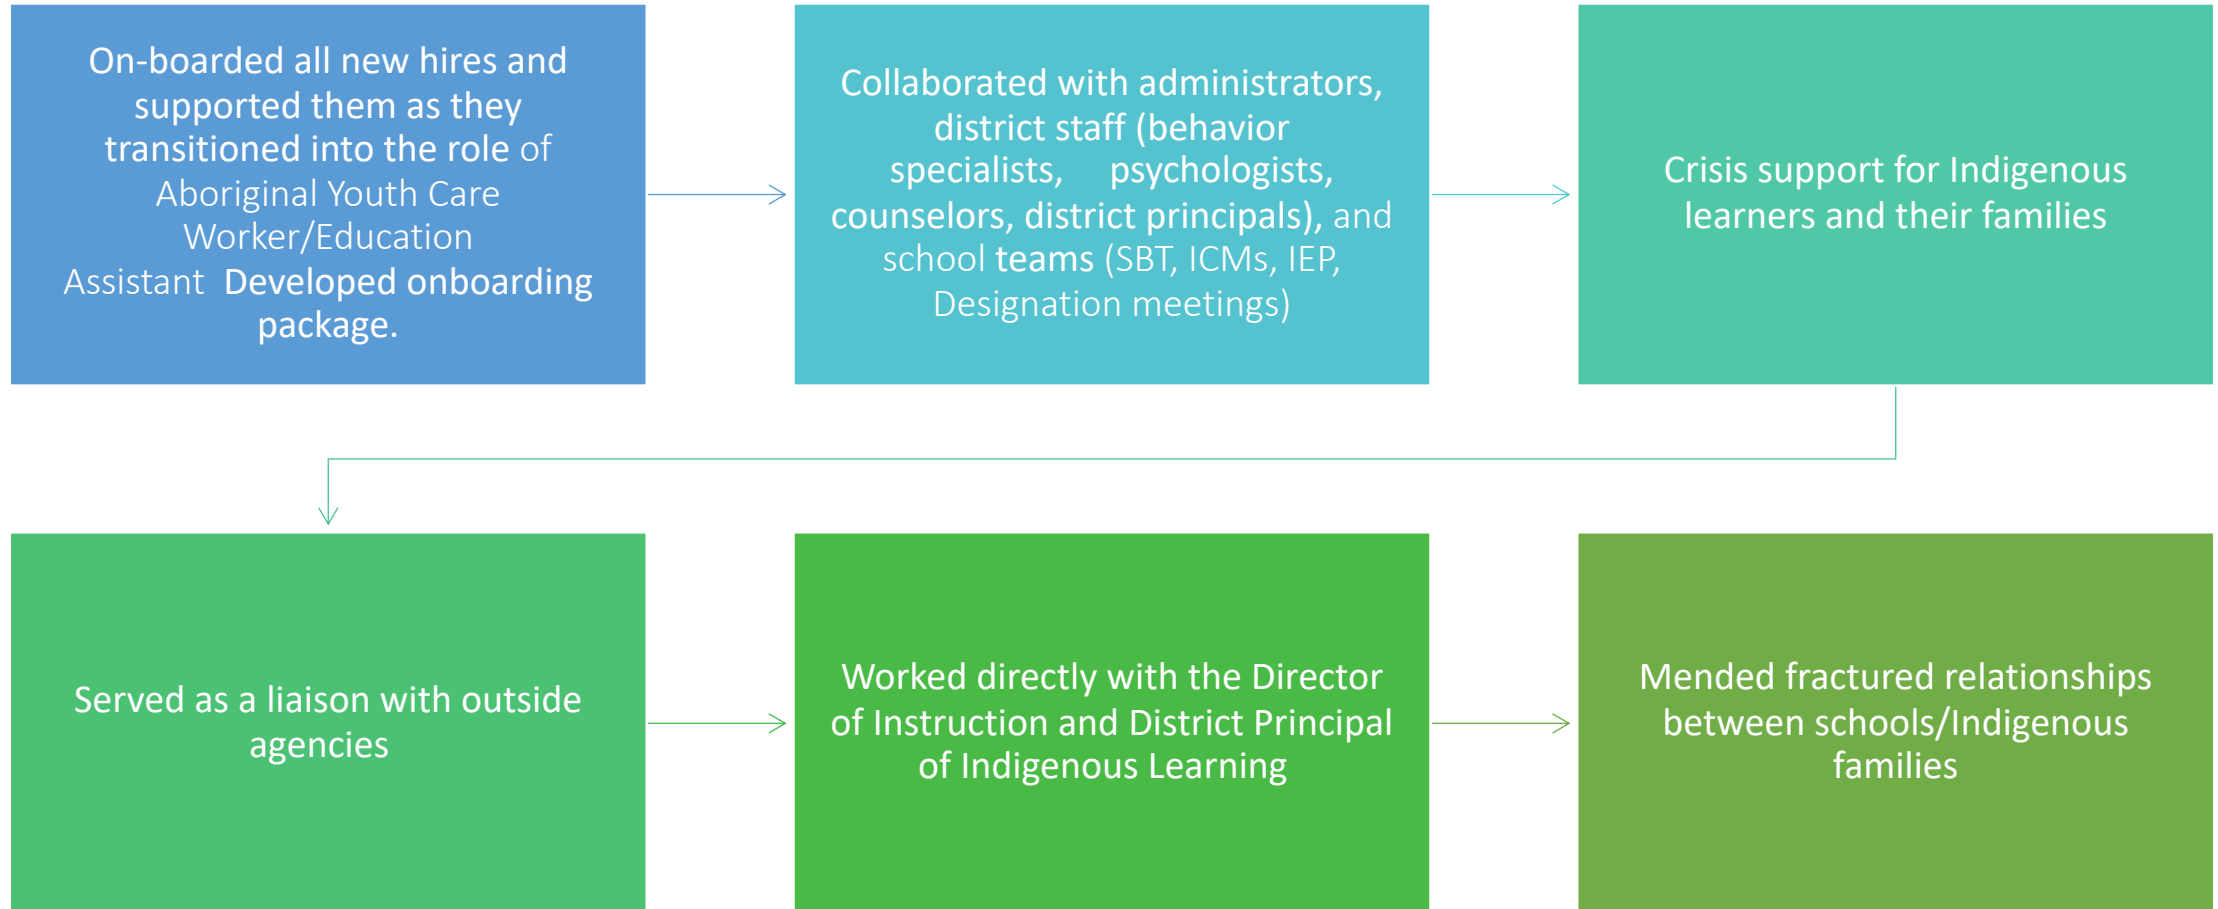 On-boarded all new hires and
supported them as they
transitioned into the role of
Aboriginal Youth Care
Worker/Education
Assistant  Developed onboarding
package.
Collaborated with administrators,
district staff (behavior
specialists,    psychologists,
counselors, district principals), and
school teams (SBT, ICMs, IEP,
Designation meetings)
Crisis support for Indigenous
learners and their families
Served as a liaison with outside
agencies
Worked directly with the Director
of Instruction and District Principal
of Indigenous Learning
Mended fractured relationships
between schools/Indigenous
families